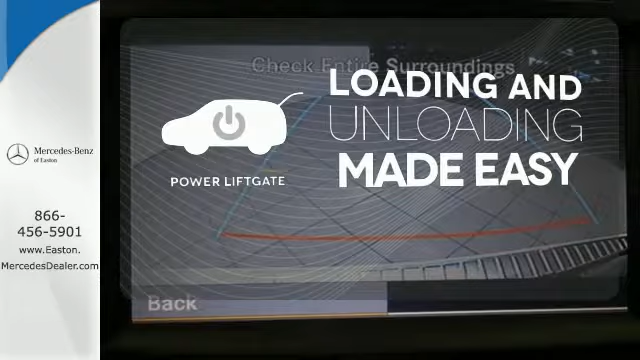 Mercedes-Benz
of Easton
866-
456-5901
www.Easton.
MercedesDealer.com
Check Entire Surroundings
LOADING AND
UNLOADING
MADE EASY
POWER LIFTGATE
Back